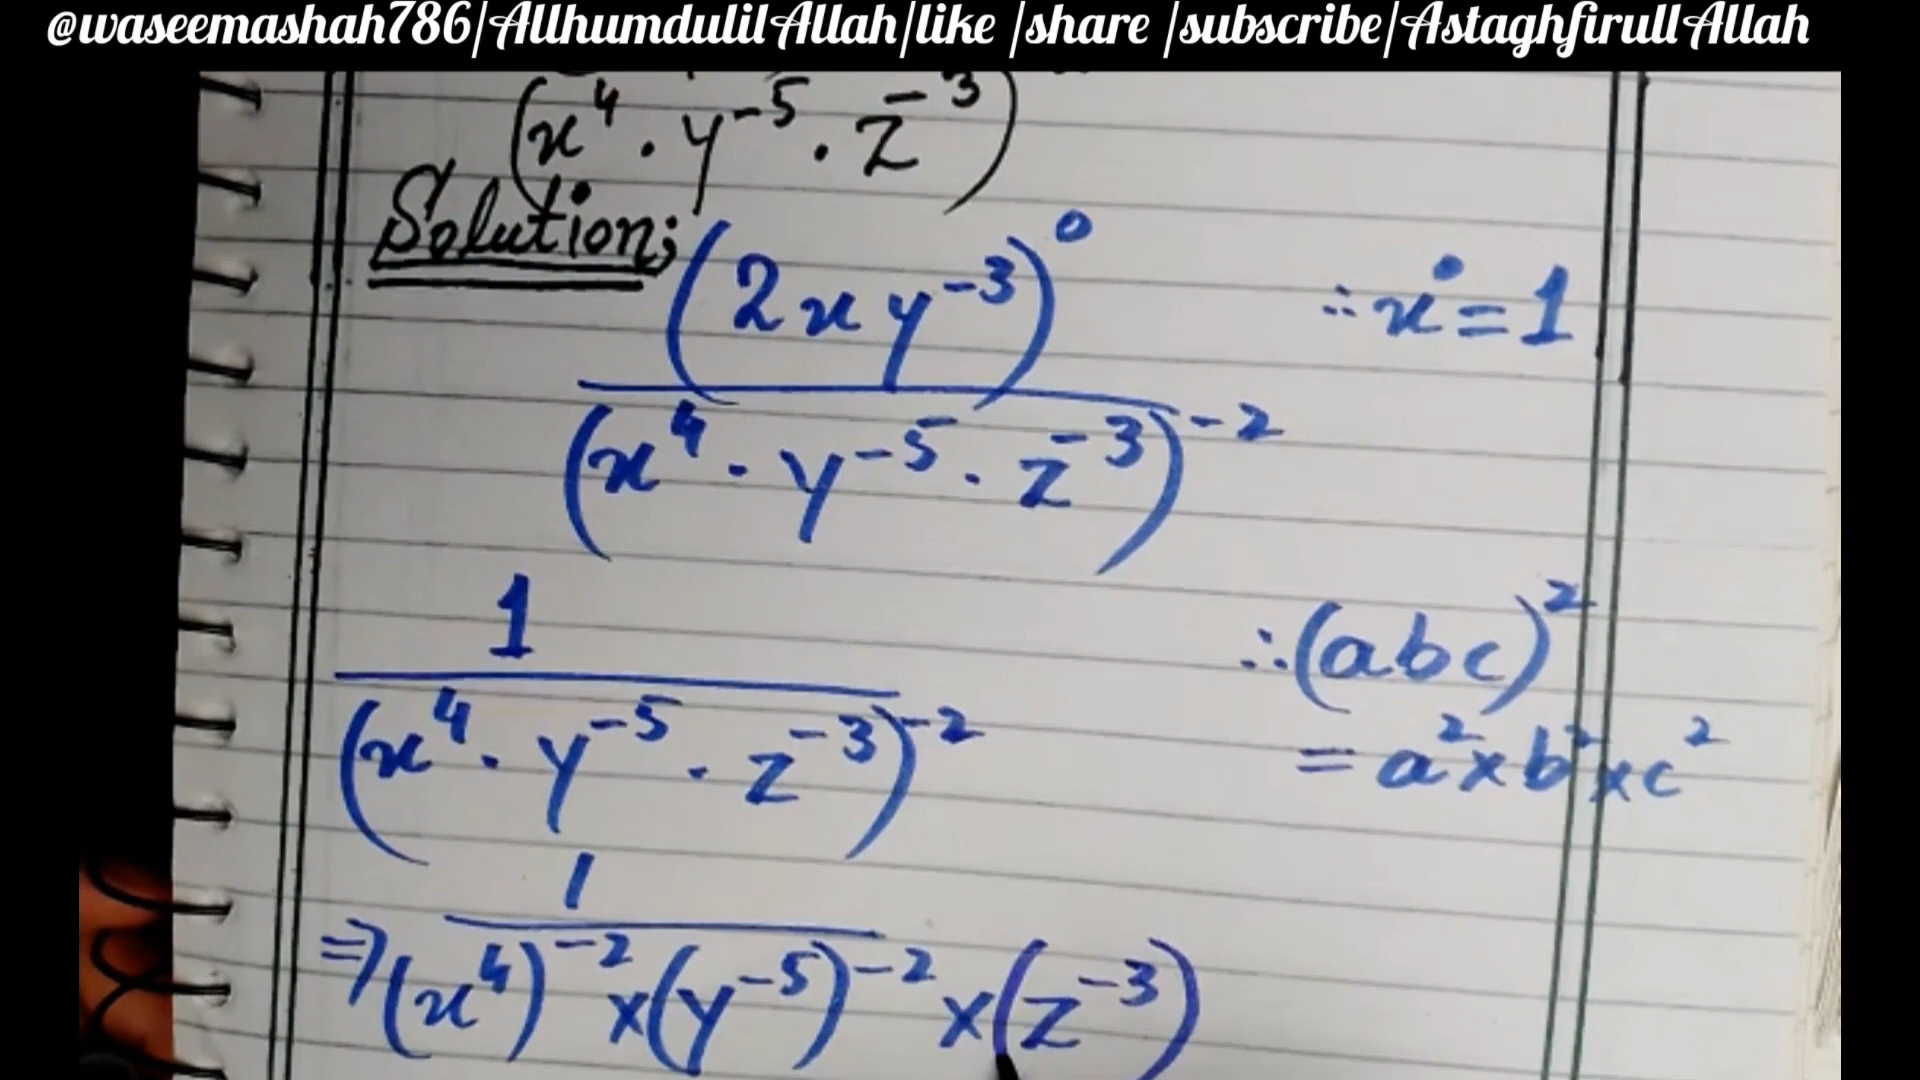 @waseemashah786/AllhumdulilAllah/like /share /subscribe/AstaghfirullAllah
(x⁴ · y⁻⁵ · z⁻³)
Solution;
(2xy⁻³)⁰
∴ x⁰ = 1
(x⁴ · y⁻⁵ · z⁻³)⁻²
1
(x⁴ · y⁻⁵ · z⁻³)⁻²
∴ (abc)²
= a² × b² × c²
1
⇒ (x⁴)⁻² × (y⁻⁵)⁻² × (z⁻³)